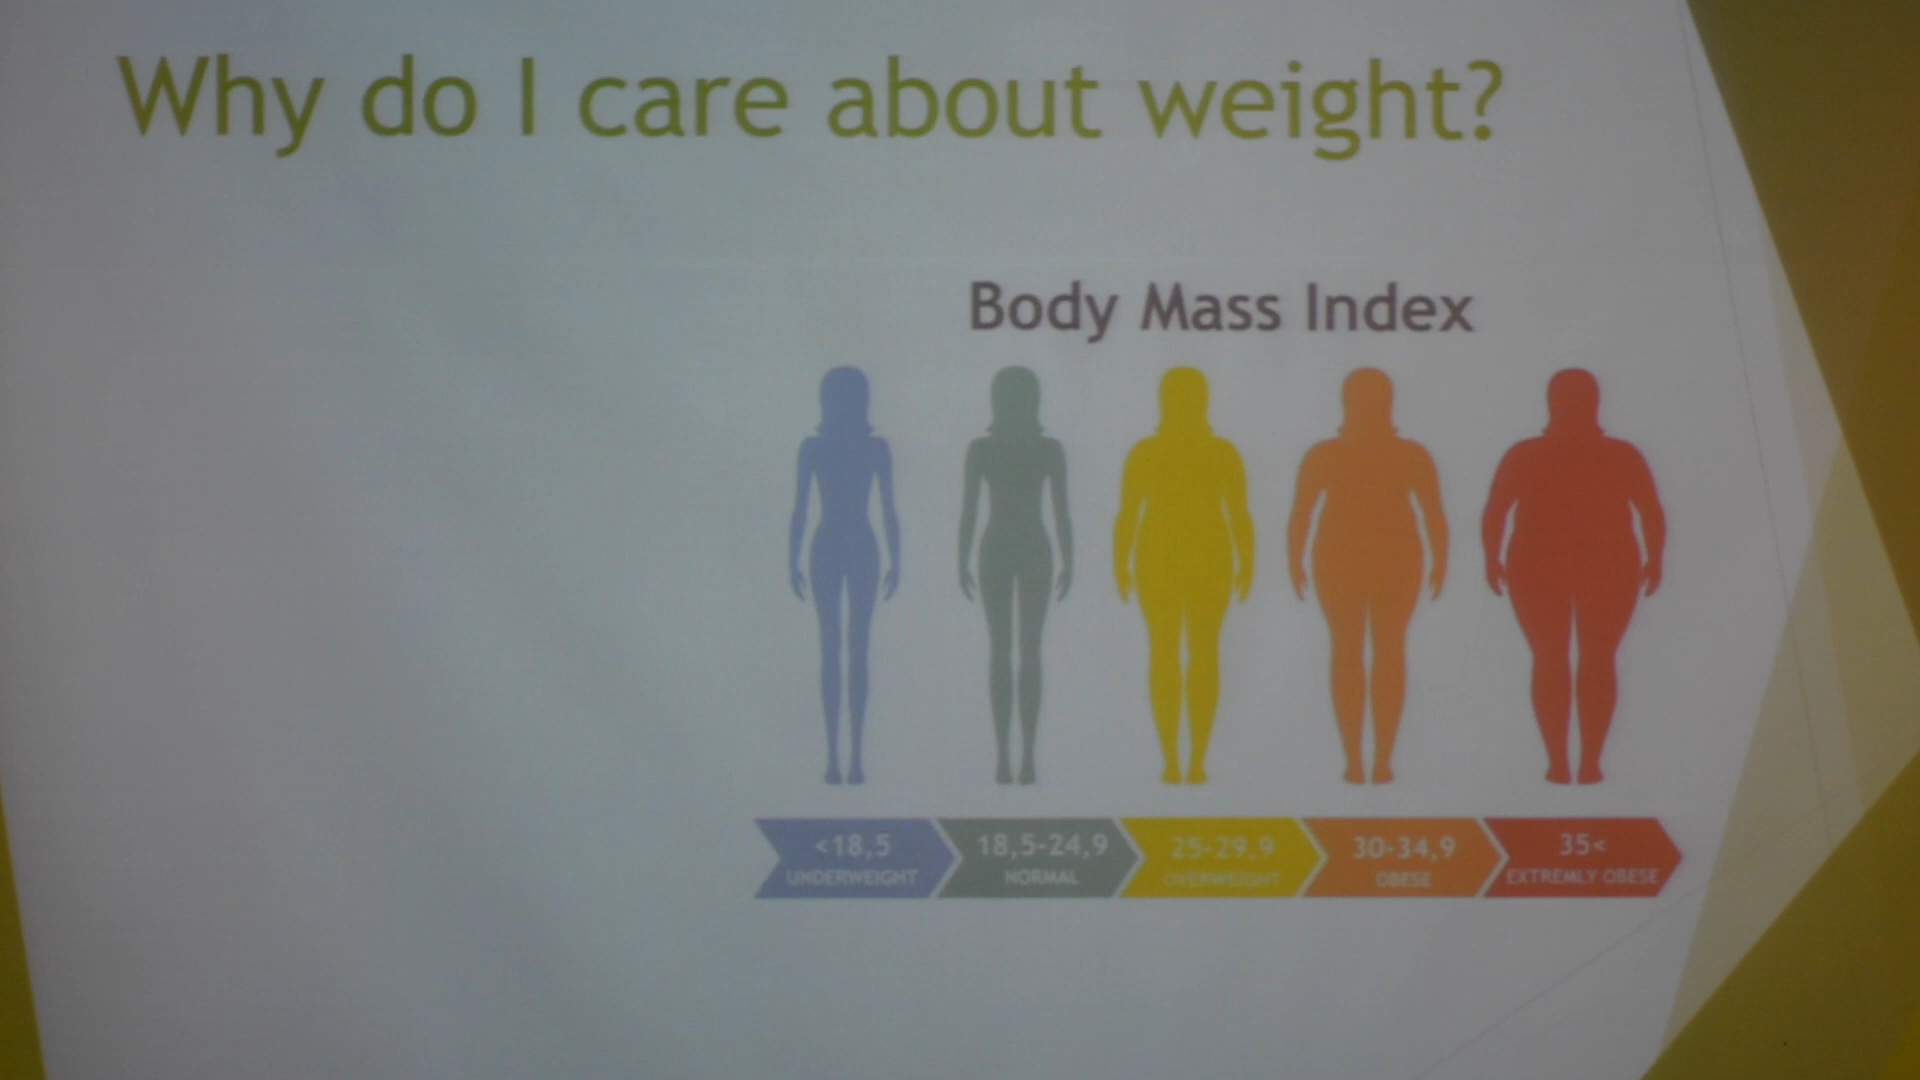 Why do I care about weight?
Body Mass Index
<18,5
UNDERWEIGHT
18,5-24,9
NORMAL
25-29,9
OVERWEIGHT
30-34,9
OBESE
35<
EXTREMLY OBESE